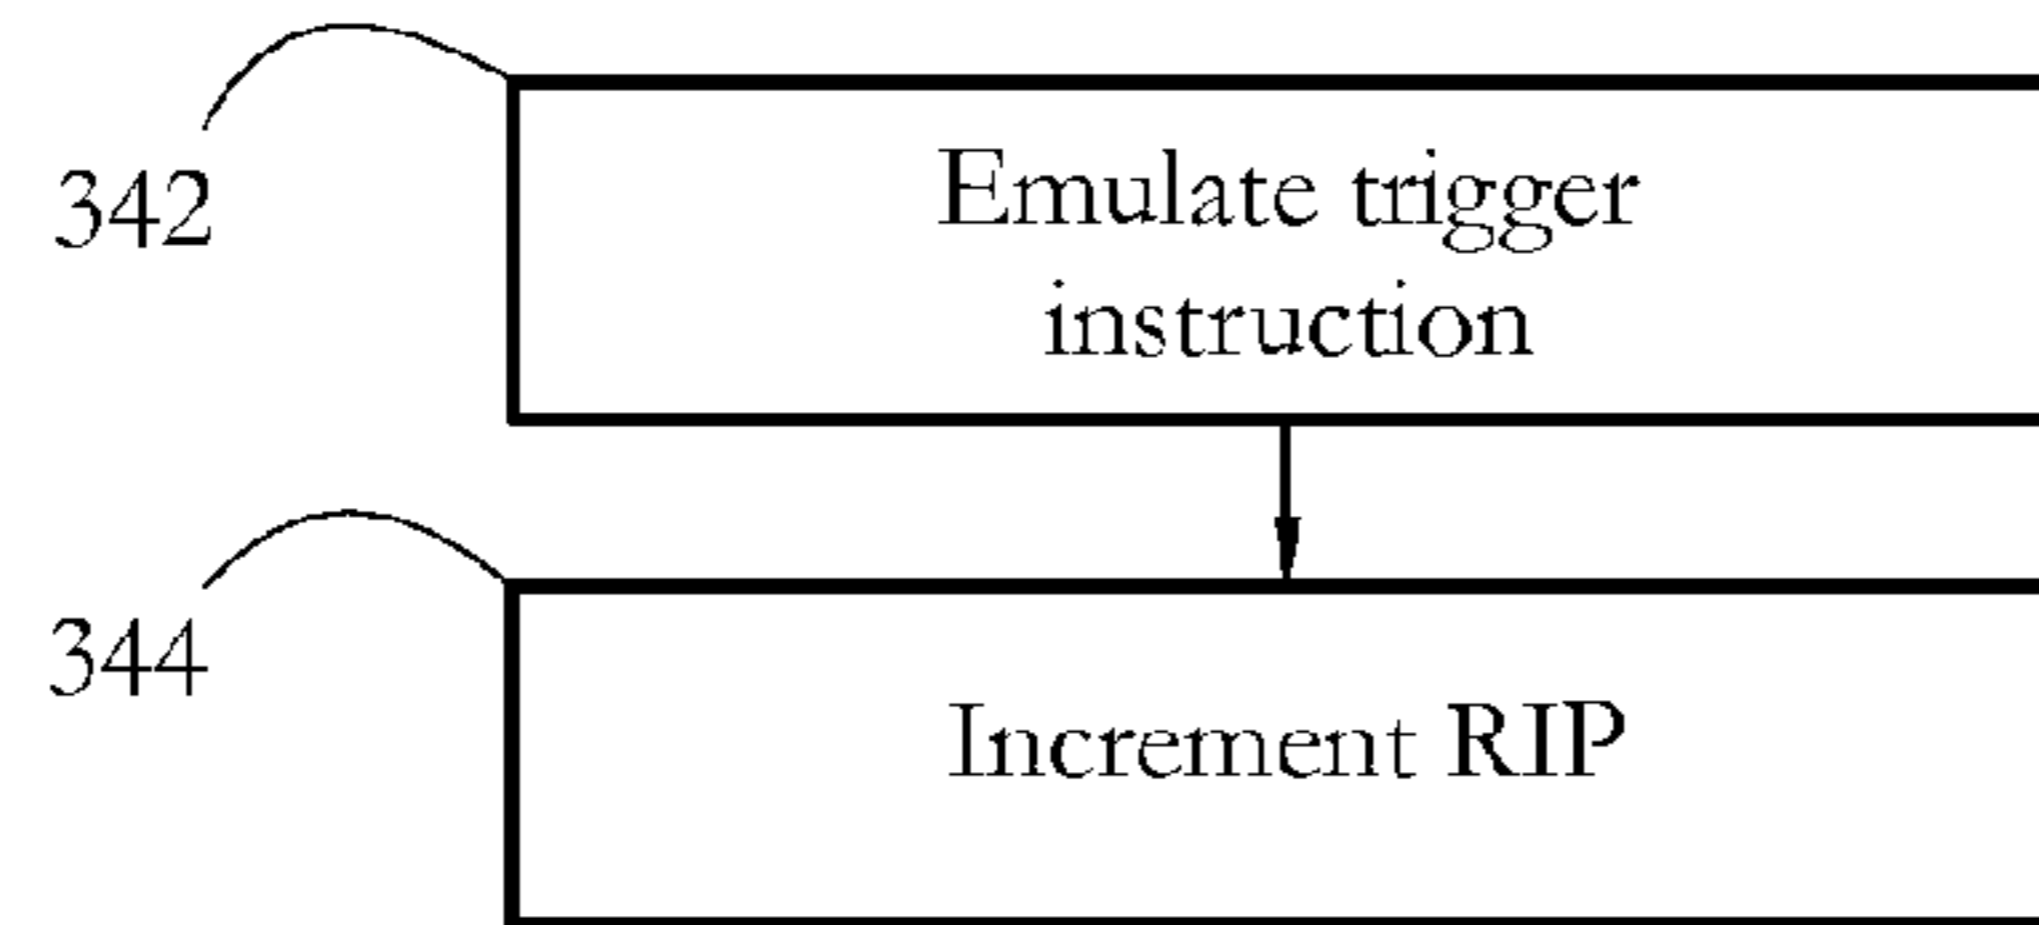 342
Emulate trigger
instruction
344
Increment RIP